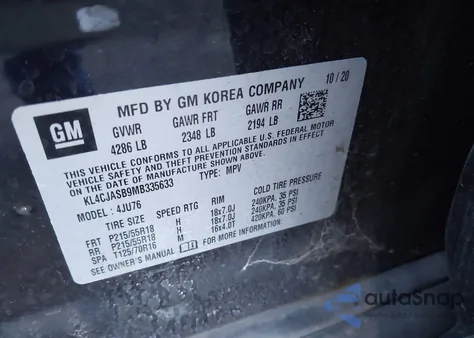 GM
MFD BY GM KOREA COMPANY 10/20
GVWR GAWR FRT GAWR RR
4286 LB 2348 LB 2194 LB
THIS VEHICLE CONFORMS TO ALL APPLICABLE U.S. FEDERAL MOTOR
VEHICLE SAFETY AND THEFT PREVENTION STANDARDS IN EFFECT
ON THE DATE OF MANUFACTURE SHOWN ABOVE.
KL4CJASB9MB335633 TYPE: MPV
MODEL: 4JU76
TIRE SIZE SPEED RTG RIM COLD TIRE PRESSURE
FRT P215/55R18 H 18x7.0J 240KPA, 35 PSI
RR P215/55R18 H 18x7.0J 240KPA, 35 PSI
SPA T125/70R16 M 16x4.0T 420KPA, 60 PSI
SEE OWNER'S MANUAL
autoSnap